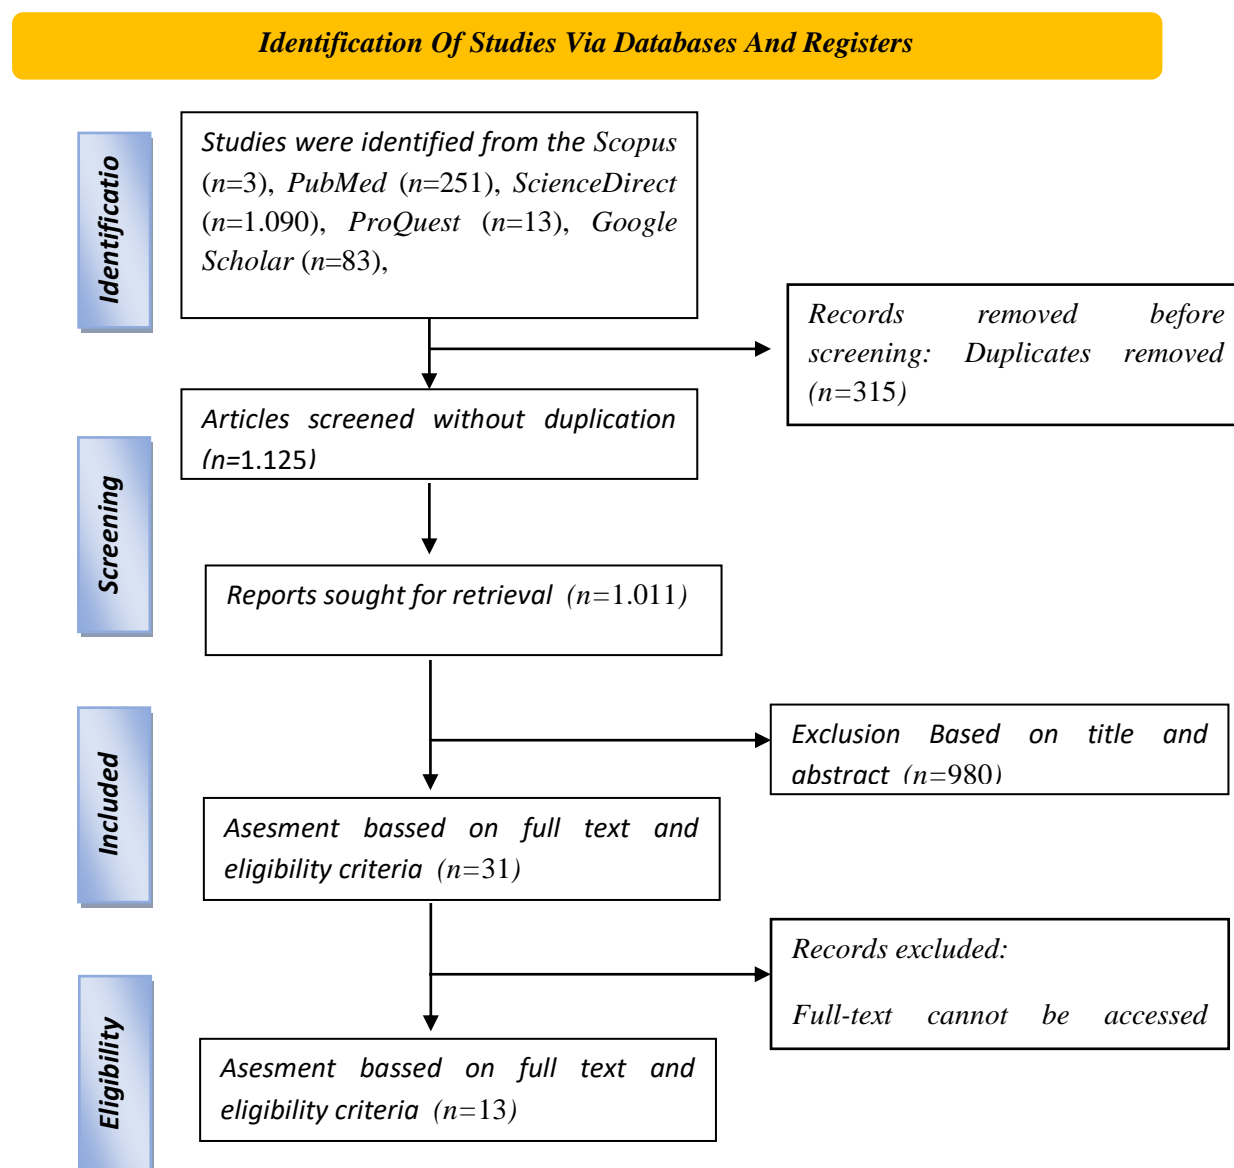 Identification Of Studies Via Databases And Registers
Identificatio
Studies were identified from the Scopus
(n=3), PubMed (n=251), ScienceDirect
(n=1.090), ProQuest (n=13), Google
Scholar (n=83),
Records removed before
screening: Duplicates removed
(n=315)
Articles screened without duplication
(n=1.125)
Screening
Reports sought for retrieval (n=1.011)
Included
Exclusion Based on title and
abstract (n=980)
Asesment bassed on full text and
eligibility criteria (n=31)
Records excluded:
Full-text cannot be accessed
Eligibility
Asesment bassed on full text and
eligibility criteria (n=13)